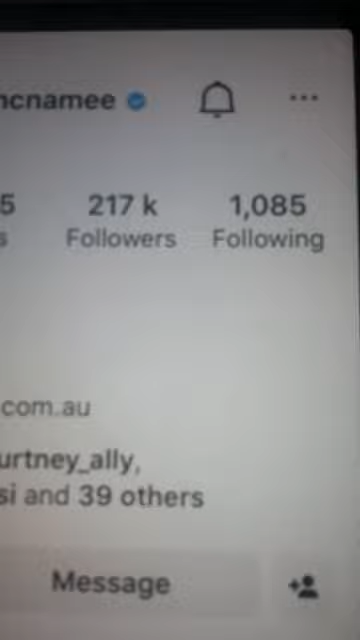 ncnamee
5 217 k 1,085
s Followers Following
com.au
urtney_ally,
si and 39 others
Message